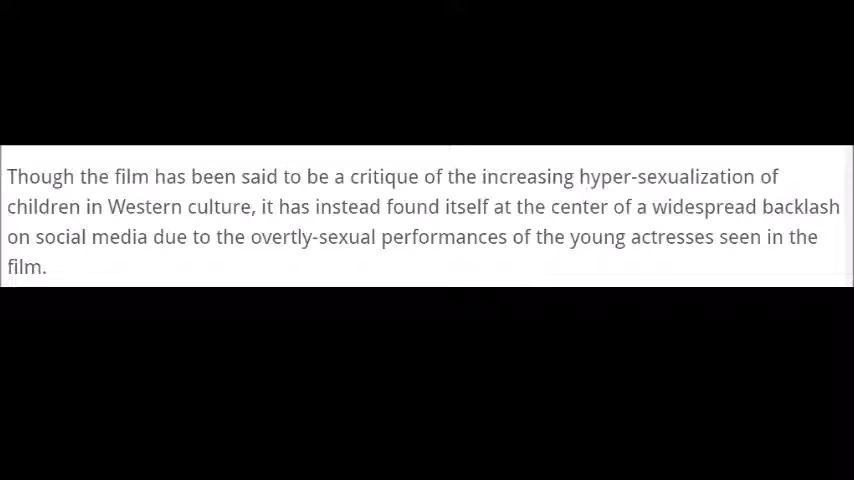 Though the film has been said to be a critique of the increasing hyper-sexualization of
children in Western culture, it has instead found itself at the center of a widespread backlash
on social media due to the overtly-sexual performances of the young actresses seen in the
film.